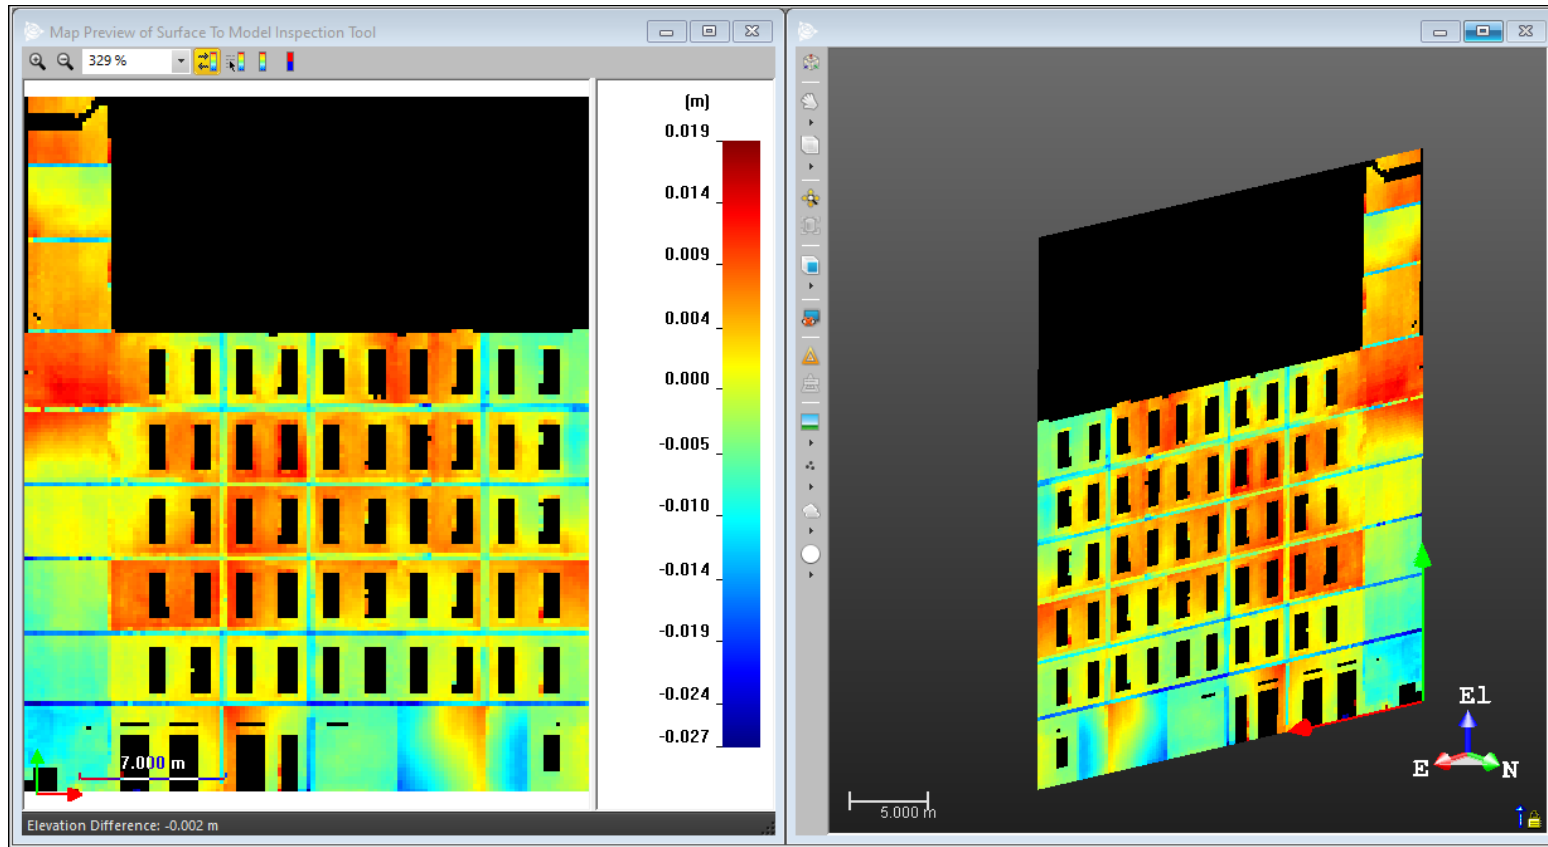 Map Preview of Surface To Model Inspection Tool
329 %
(m)
0.019
0.014
0.009
0.004
0.000
-0.005
-0.010
-0.014
-0.019
-0.024
-0.027
7.000 m
Elevation Difference: -0.002 m
5.000 m
El
E
N